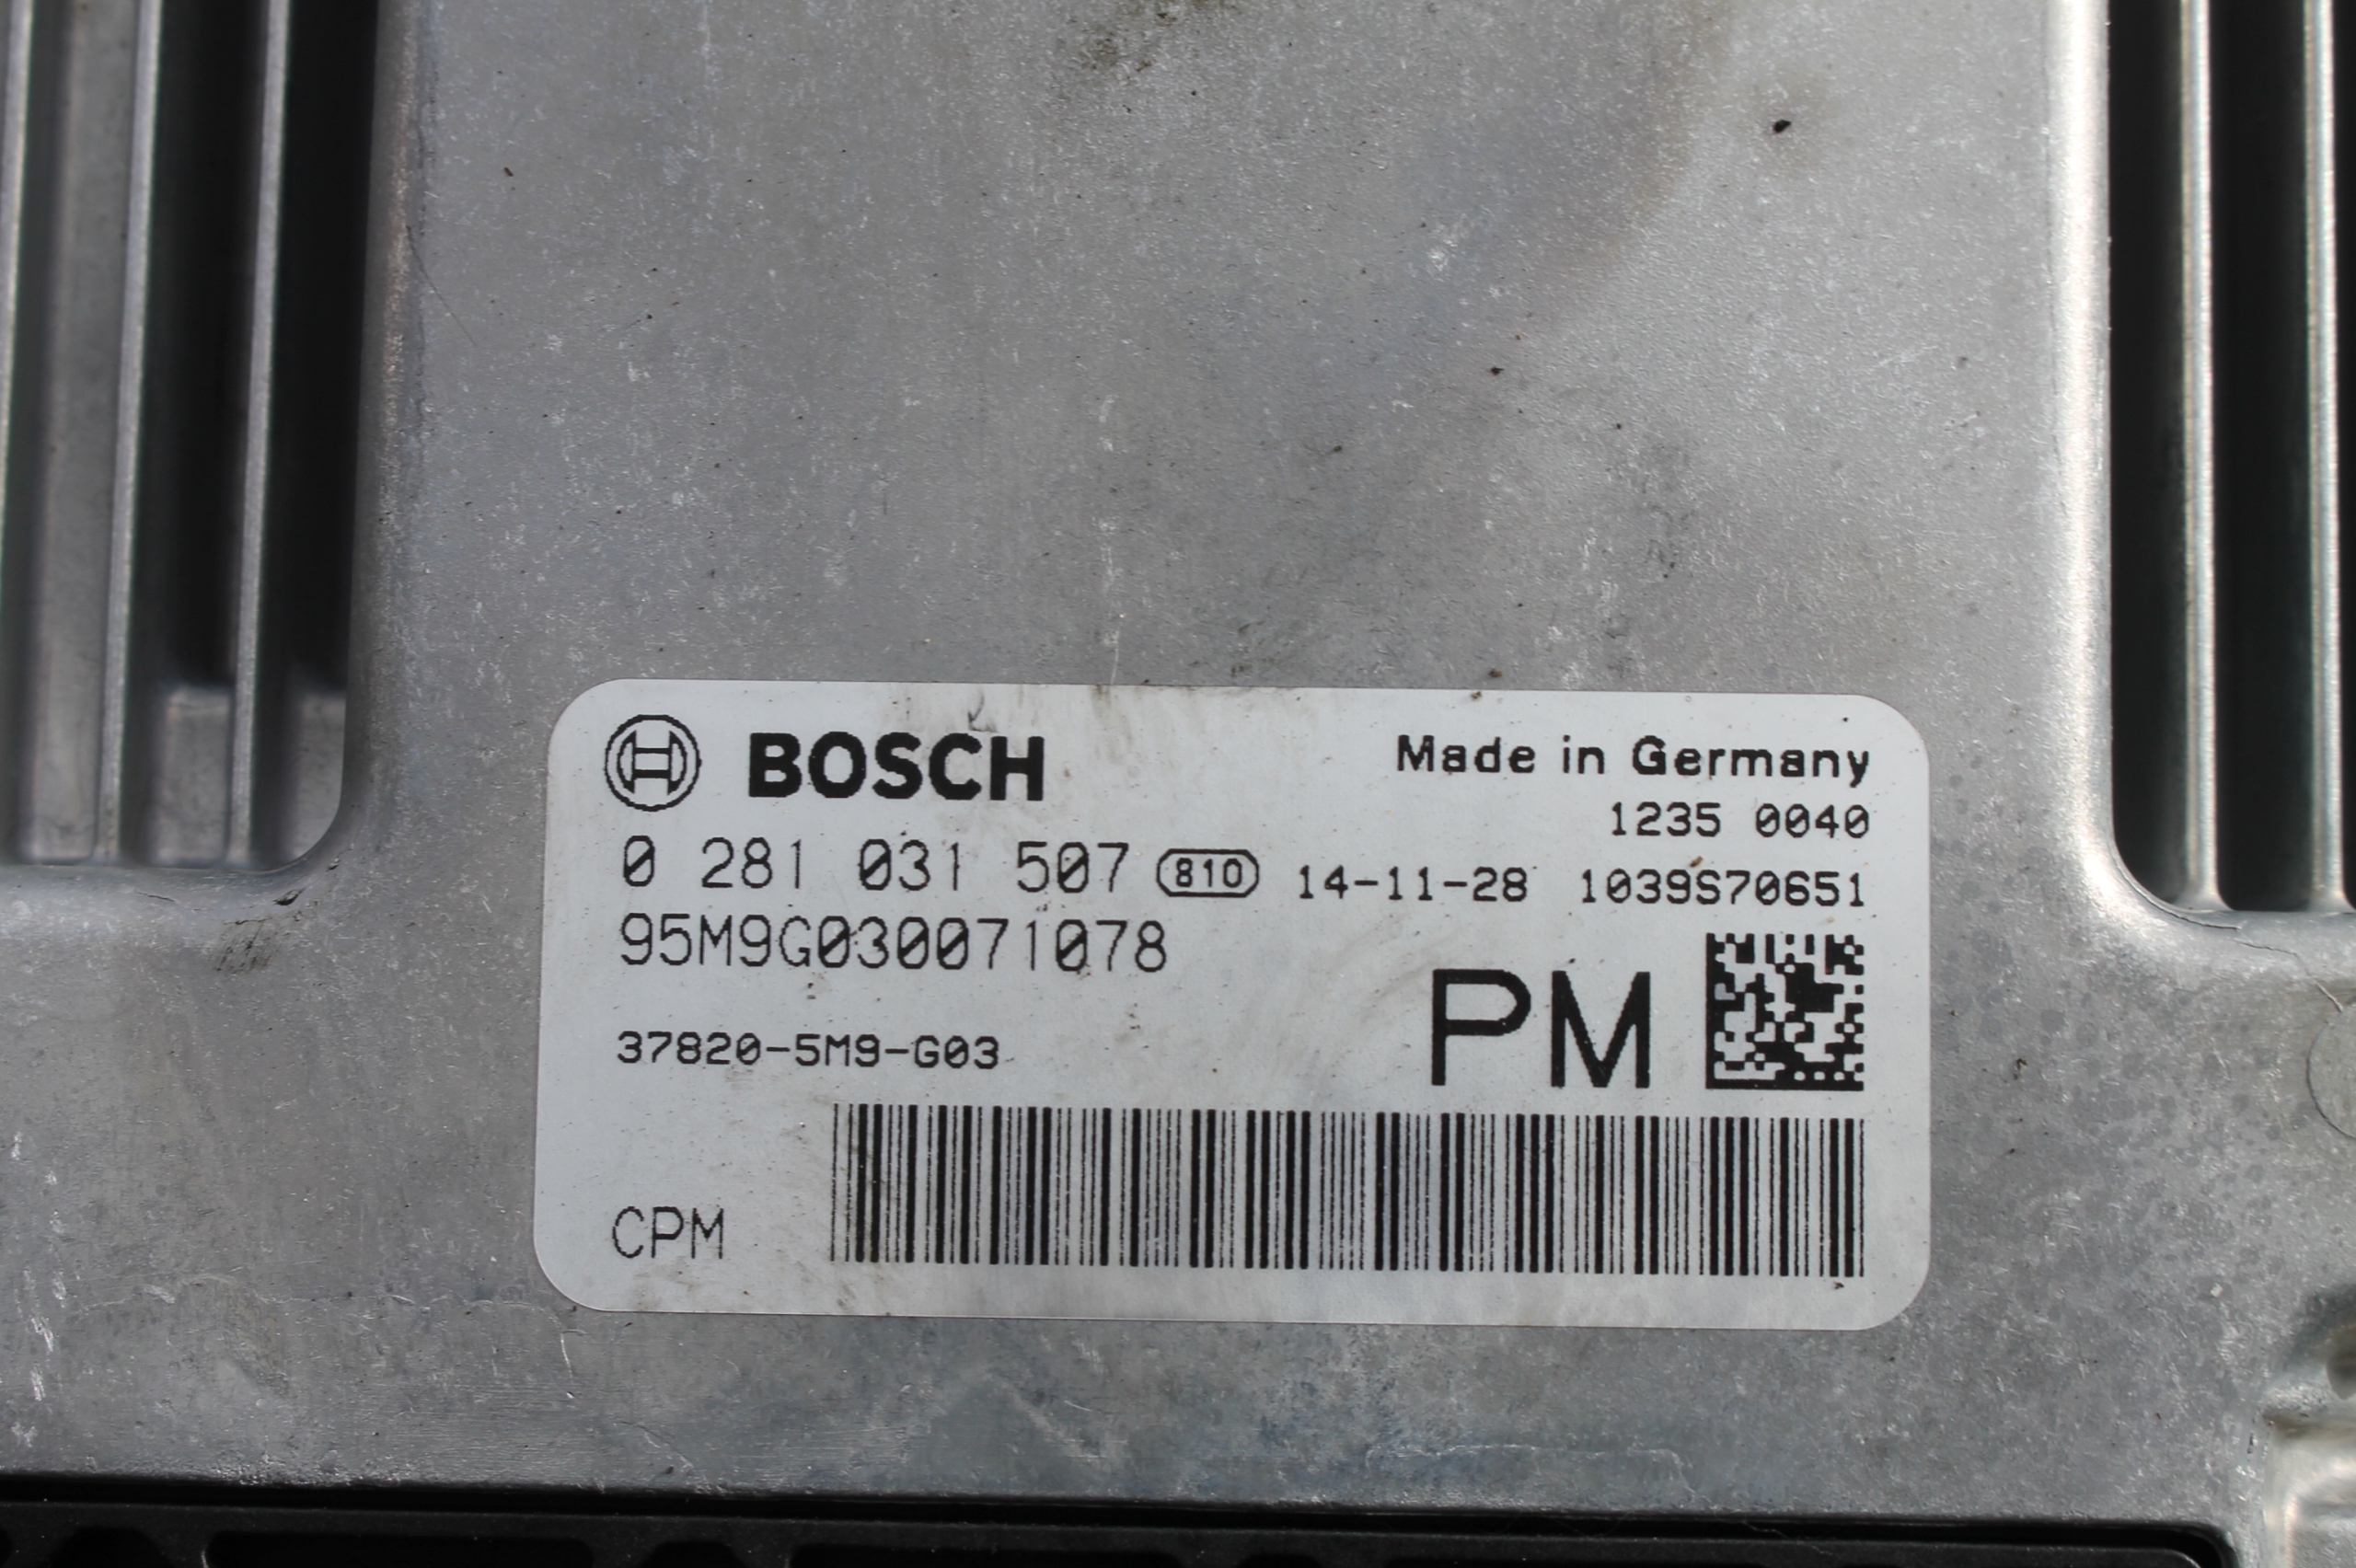 BOSCH
Made in Germany
1235 0040
0 281 031 507 810 14-11-28 1039S70651
95M9G030071078
PM
37820-5M9-G03
CPM